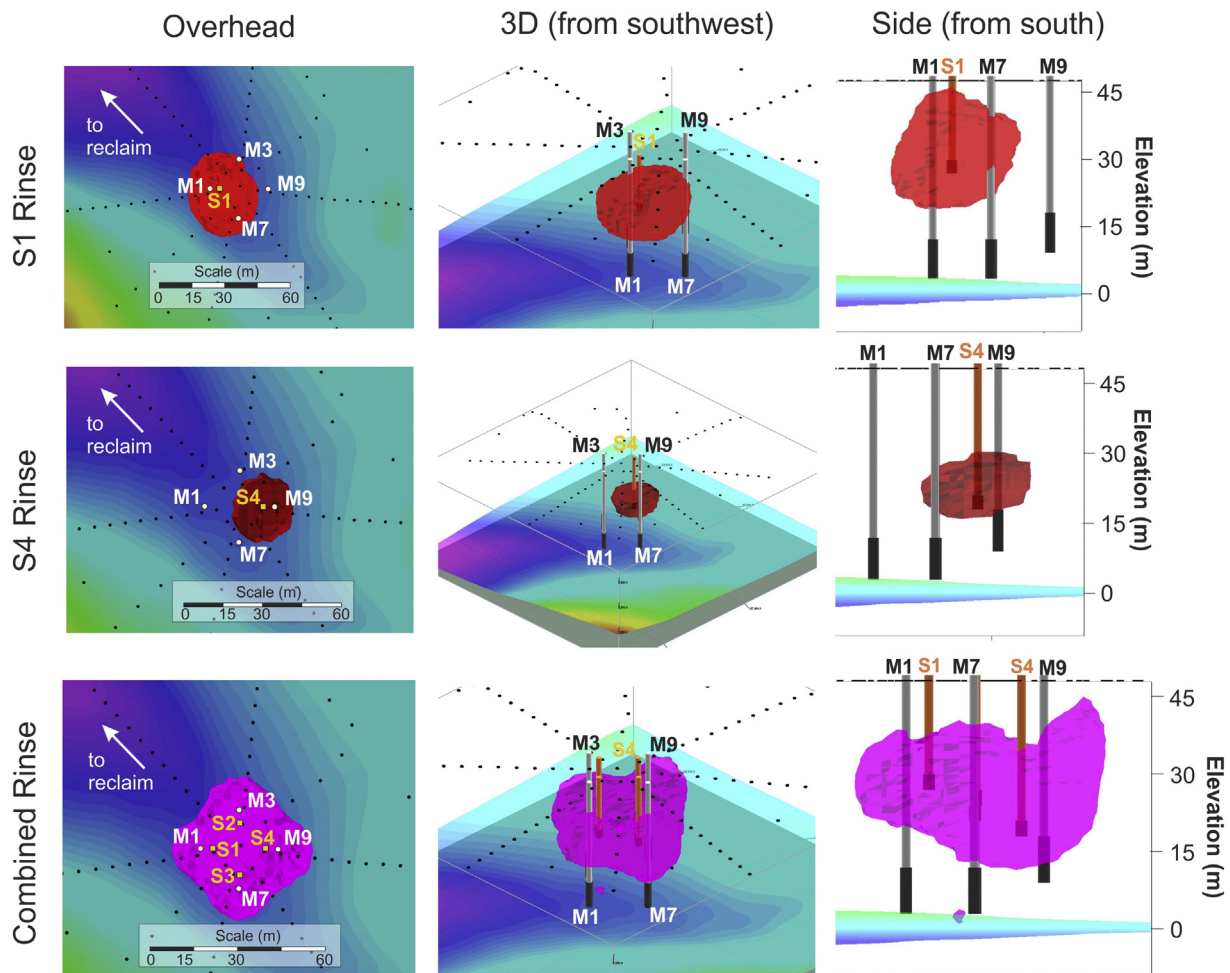 Overhead
3D (from southwest)
Side (from south)
S1 Rinse
to
reclaim
M3
M1
S1
M9
M7
Scale (m)
0 15 30 60
M3
M9
S1
M1
M7
M1 S1 M7 M9
45
30
15
0
Elevation (m)
S4 Rinse
to
reclaim
M3
M1
S4
M9
M7
Scale (m)
0 15 30 60
M3
S4
M9
M1
M7
M1 M7 S4 M9
45
30
15
0
Elevation (m)
Combined Rinse
to
reclaim
M3
S2
M1
S1
S4
M9
S3
M7
Scale (m)
0 15 30 60
M3
S4
M9
M1
M7
M1 S1 M7 S4 M9
45
30
15
0
Elevation (m)